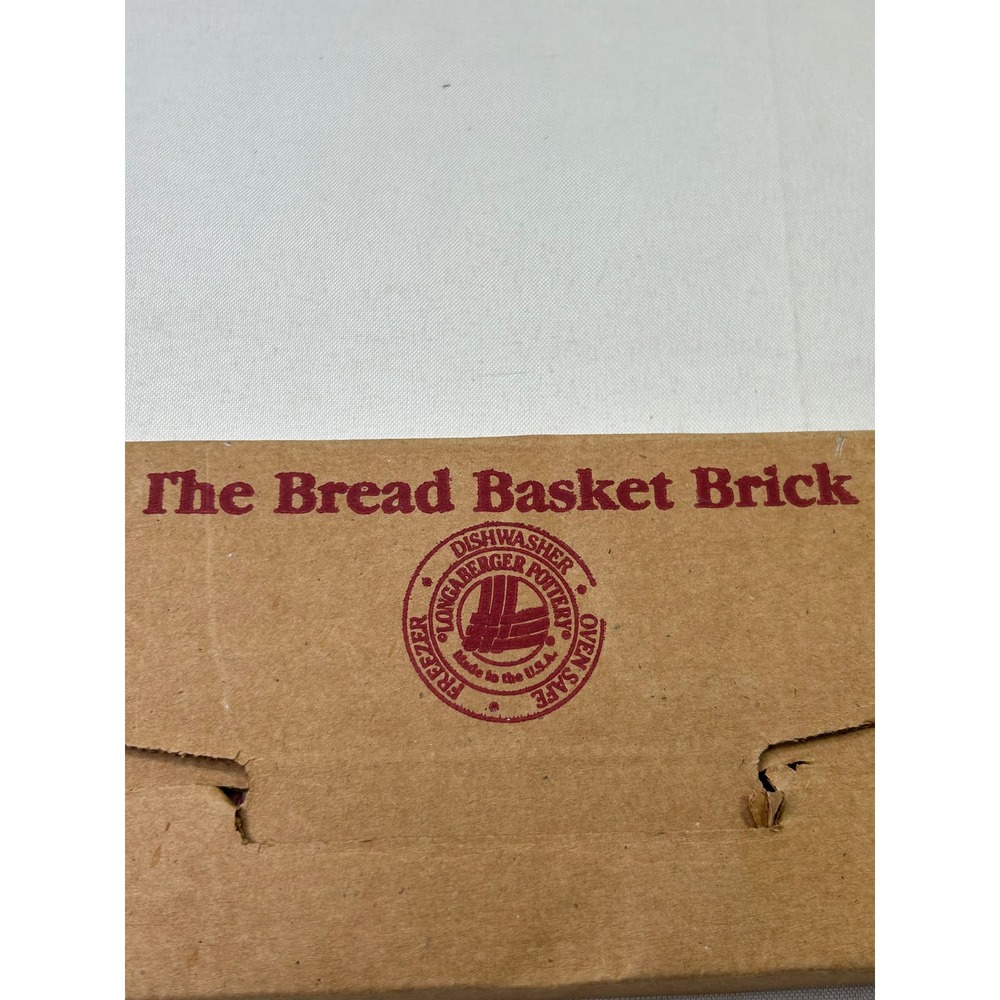 The Bread Basket Brick
DISHWASHER
OVEN SAFE
FREEZER
LONGABERGER POTTERY
Made in the U.S.A.